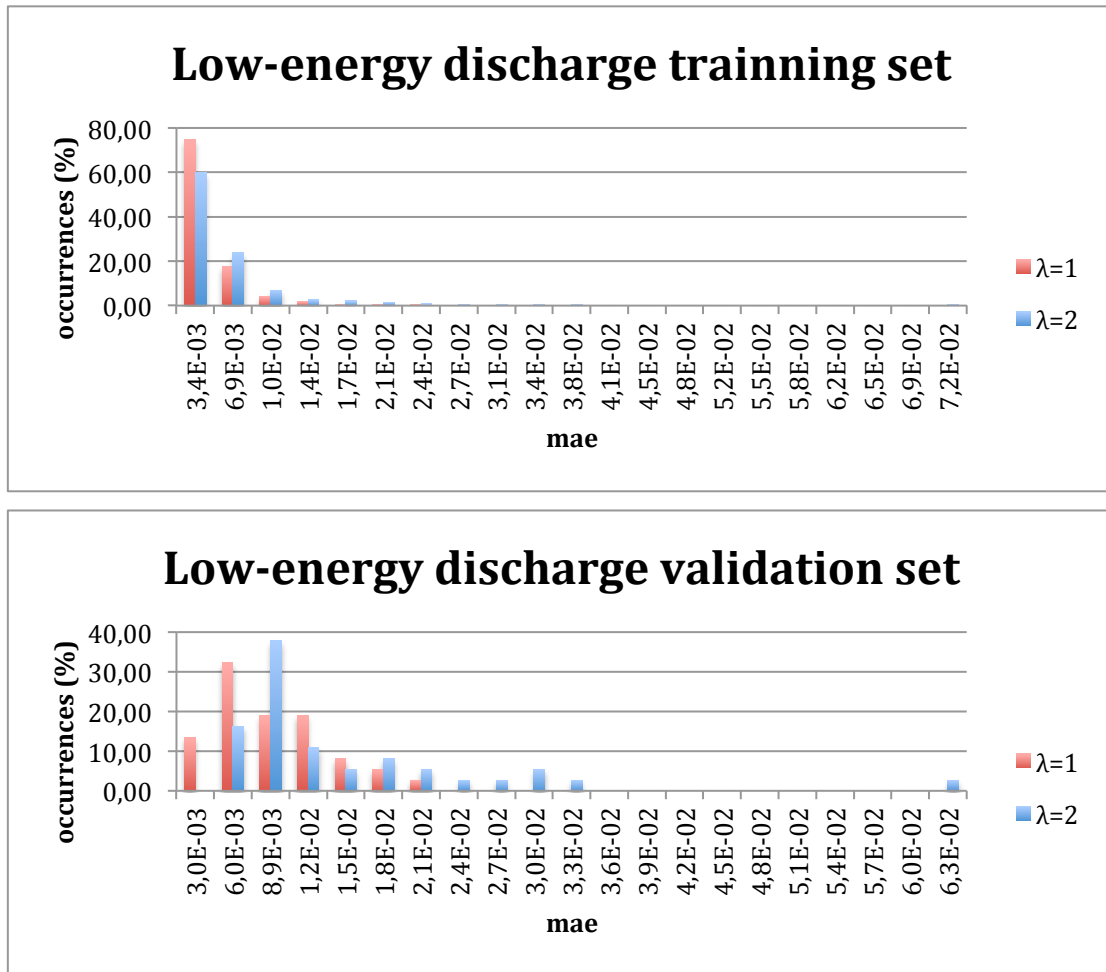 Low-energy discharge trainning set
occurrences (%)
80,00
60,00
40,00
20,00
0,00
3,4E-03
6,9E-03
1,0E-02
1,4E-02
1,7E-02
2,1E-02
2,4E-02
2,7E-02
3,1E-02
3,4E-02
3,8E-02
4,1E-02
4,5E-02
4,8E-02
5,2E-02
5,5E-02
5,8E-02
6,2E-02
6,5E-02
6,9E-02
7,2E-02
mae
λ=1
λ=2
Low-energy discharge validation set
occurrences (%)
40,00
30,00
20,00
10,00
0,00
3,0E-03
6,0E-03
8,9E-03
1,2E-02
1,5E-02
1,8E-02
2,1E-02
2,4E-02
2,7E-02
3,0E-02
3,3E-02
3,6E-02
3,9E-02
4,2E-02
4,5E-02
4,8E-02
5,1E-02
5,4E-02
5,7E-02
6,0E-02
6,3E-02
mae
λ=1
λ=2